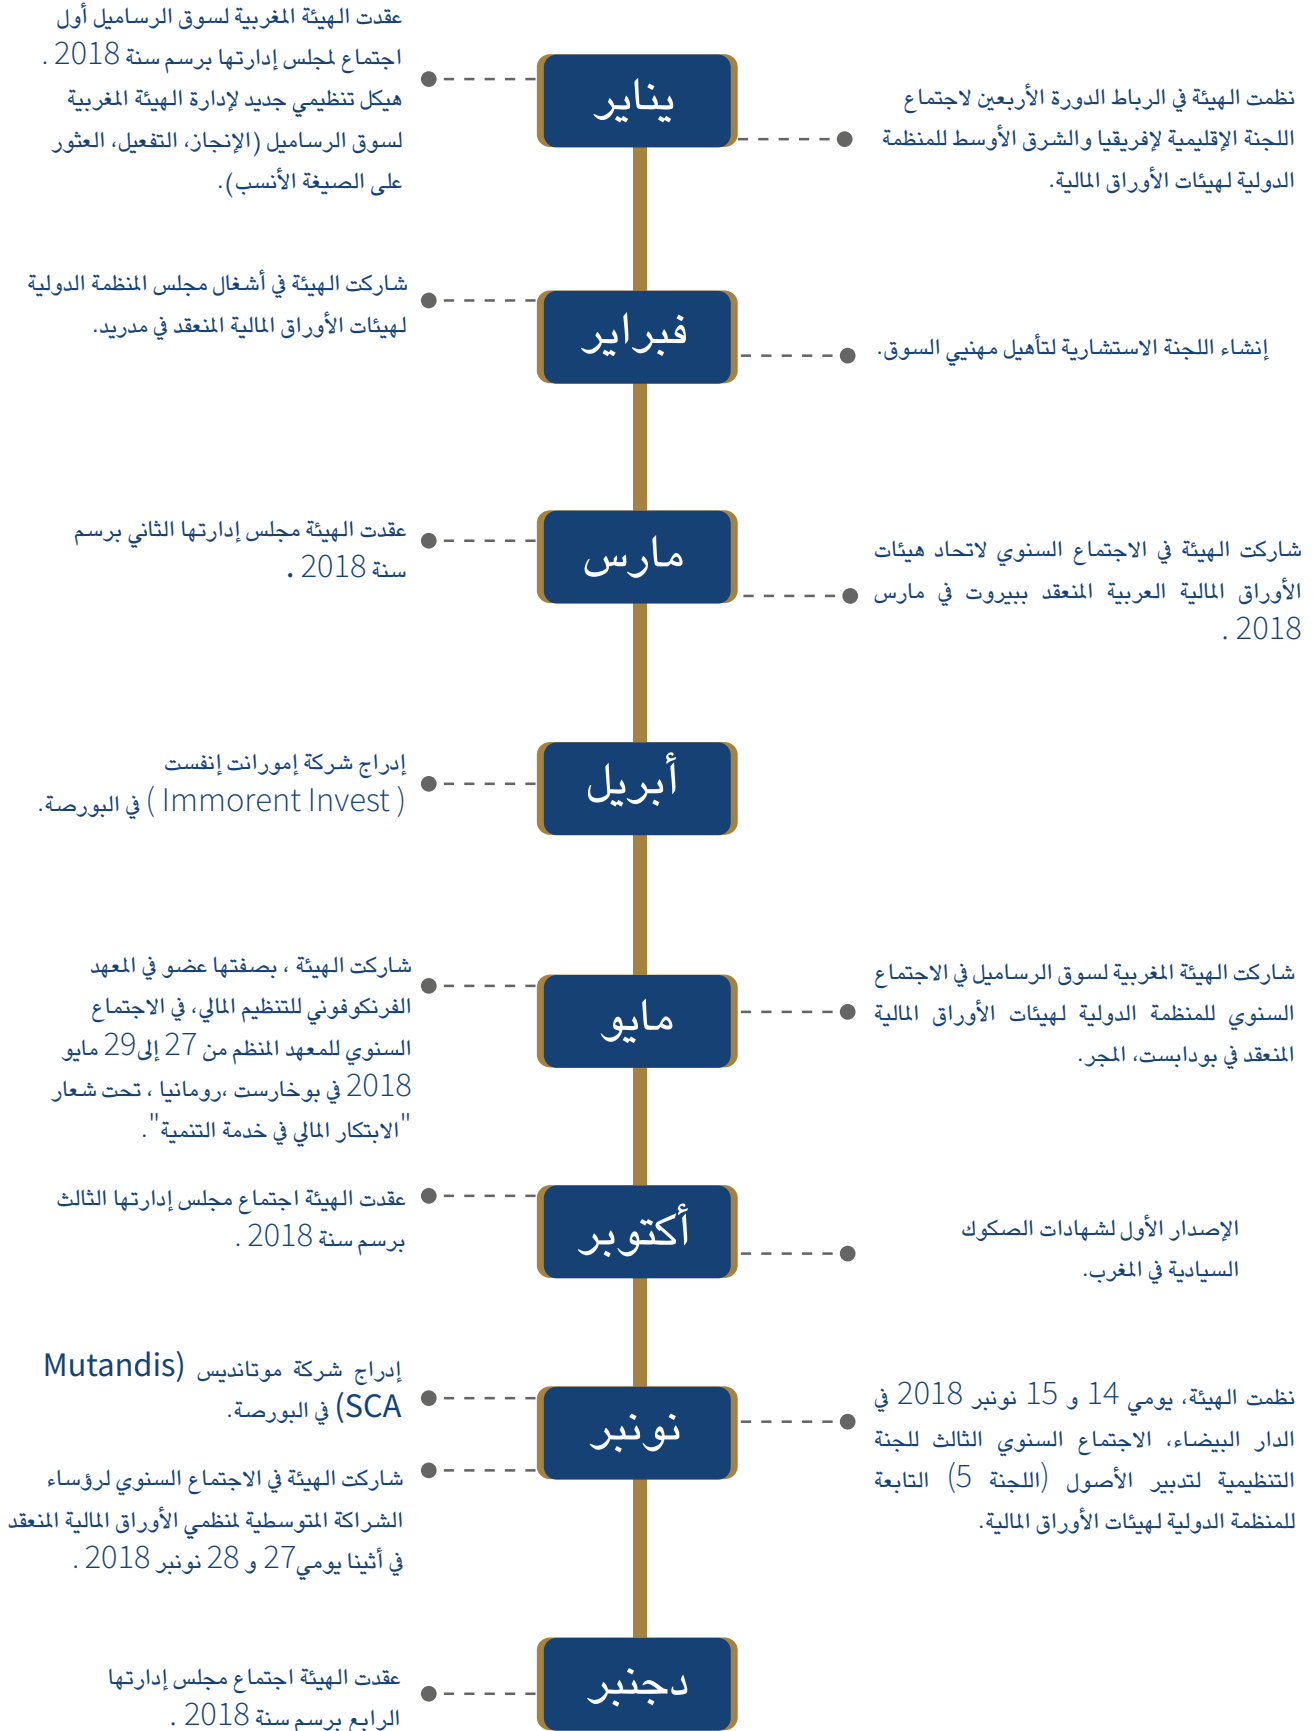 يناير
نظمت الهيئة في الرباط الدورة الأربعين لاجتماع
اللجنة الإقليمية لإفريقيا والشرق الأوسط للمنظمة
الدولية لهيئات الأوراق المالية.
عقدت الهيئة المغربية لسوق الرساميل أول
اجتماع لمجلس إدارتها برسم سنة 2018 .
هيكل تنظيمي جديد لإدارة الهيئة المغربية
لسوق الرساميل (الإنجاز، التفعيل، العثور
على الصيغة الأنسب).
فبراير
إنشاء اللجنة الاستشارية لتأهيل مهنيي السوق.
شاركت الهيئة في أشغال مجلس المنظمة الدولية
لهيئات الأوراق المالية المنعقد في مدريد.
مارس
شاركت الهيئة في الاجتماع السنوي لاتحاد هيئات
الأوراق المالية العربية المنعقد ببيروت في مارس
2018 .
عقدت الهيئة مجلس إدارتها الثاني برسم
سنة 2018 .
أبريل
إدراج شركة إمورانت إنفست
( Immorent Invest ) في البورصة.
مايو
شاركت الهيئة المغربية لسوق الرساميل في الاجتماع
السنوي للمنظمة الدولية لهيئات الأوراق المالية
المنعقد في بودابست، المجر.
شاركت الهيئة ، بصفتها عضو في المعهد
الفرنكوفوني للتنظيم المالي، في الاجتماع
السنوي للمعهد المنظم من 27 إلى29 مايو
2018 في بوخارست ،رومانيا ، تحت شعار
"الابتكار المالي في خدمة التنمية".
أكتوبر
الإصدار الأول لشهادات الصكوك
السيادية في المغرب.
عقدت الهيئة اجتماع مجلس إدارتها الثالث
برسم سنة 2018 .
نونبر
نظمت الهيئة، يومي 14 و 15 نونبر 2018 في
الدار البيضاء، الاجتماع السنوي الثالث للجنة
التنظيمية لتدبير الأصول (اللجنة 5) التابعة
للمنظمة الدولية لهيئات الأوراق المالية.
إدراج شركة موتانديس (Mutandis
SCA) في البورصة.
شاركت الهيئة في الاجتماع السنوي لرؤساء
الشراكة المتوسطية لمنظمي الأوراق المالية المنعقد
في أثينا يومي27 و 28 نونبر 2018 .
دجنبر
عقدت الهيئة اجتماع مجلس إدارتها
الرابع برسم سنة 2018 .